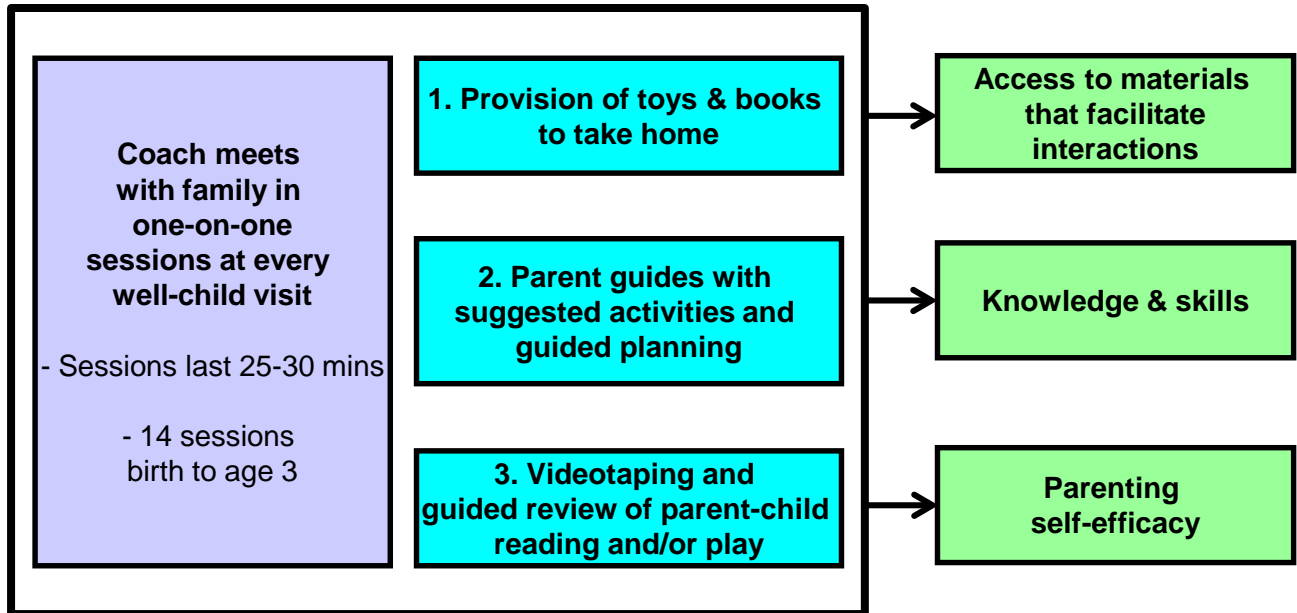 Coach meets
with family in
one-on-one
sessions at every
well-child visit
- Sessions last 25-30 mins
- 14 sessions
birth to age 3
1. Provision of toys & books
to take home
2. Parent guides with
suggested activities and
guided planning
3. Videotaping and
guided review of parent-child
reading and/or play
Access to materials
that facilitate
interactions
Knowledge & skills
Parenting
self-efficacy